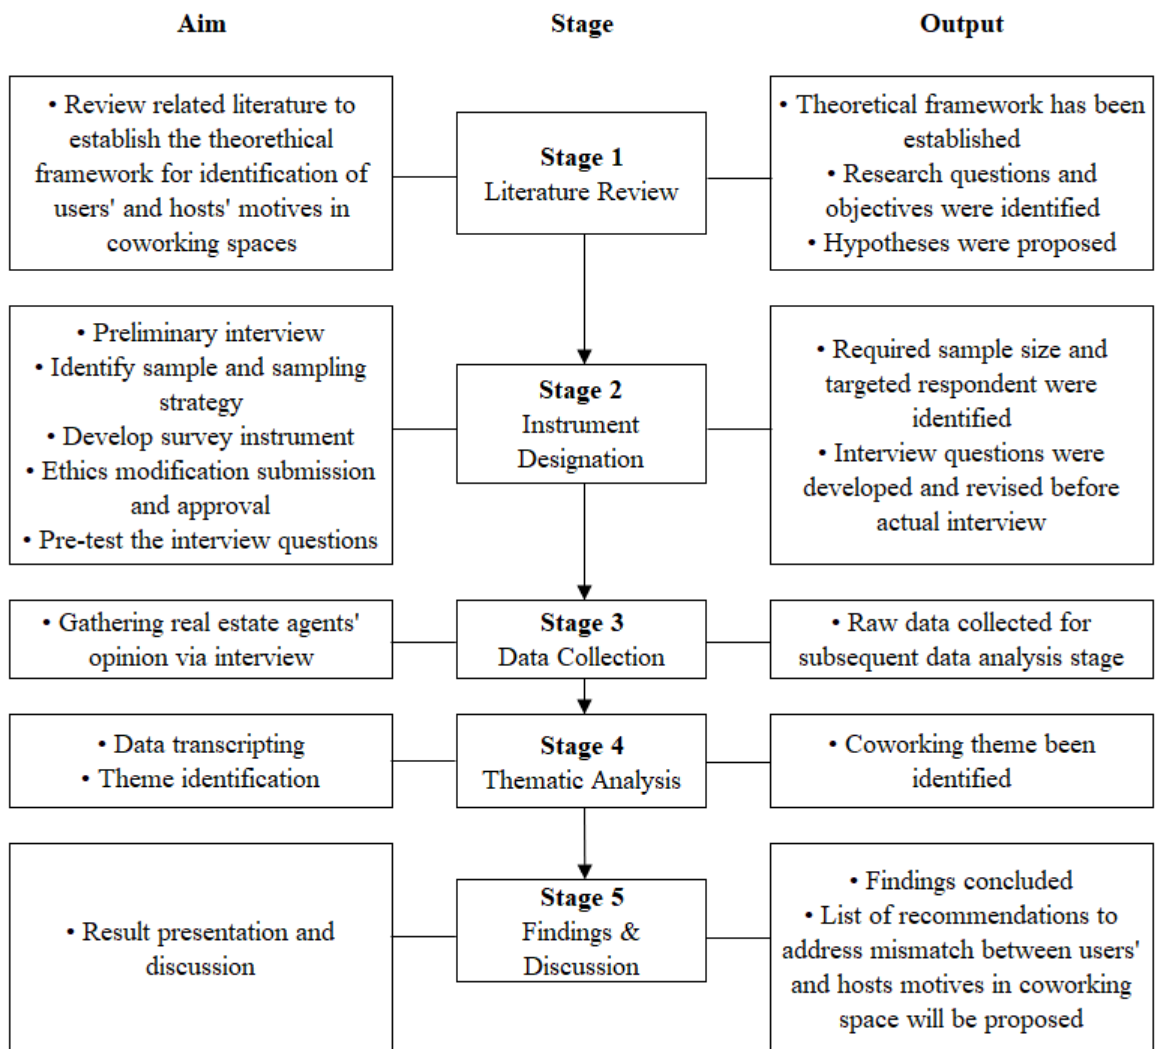 Aim
Stage
Output
• Review related literature to
establish the theorethical
framework for identification of
users' and hosts' motives in
coworking spaces
Stage 1
Literature Review
• Theoretical framework has been
established
• Research questions and
objectives were identified
• Hypotheses were proposed
• Preliminary interview
• Identify sample and sampling
strategy
• Develop survey instrument
• Ethics modification submission
and approval
• Pre-test the interview questions
Stage 2
Instrument
Designation
• Required sample size and
targeted respondent were
identified
• Interview questions were
developed and revised before
actual interview
• Gathering real estate agents'
opinion via interview
Stage 3
Data Collection
• Raw data collected for
subsequent data analysis stage
• Data transcripting
• Theme identification
Stage 4
Thematic Analysis
• Coworking theme been
identified
• Result presentation and
discussion
Stage 5
Findings &
Discussion
• Findings concluded
• List of recommendations to
address mismatch between users'
and hosts motives in coworking
space will be proposed